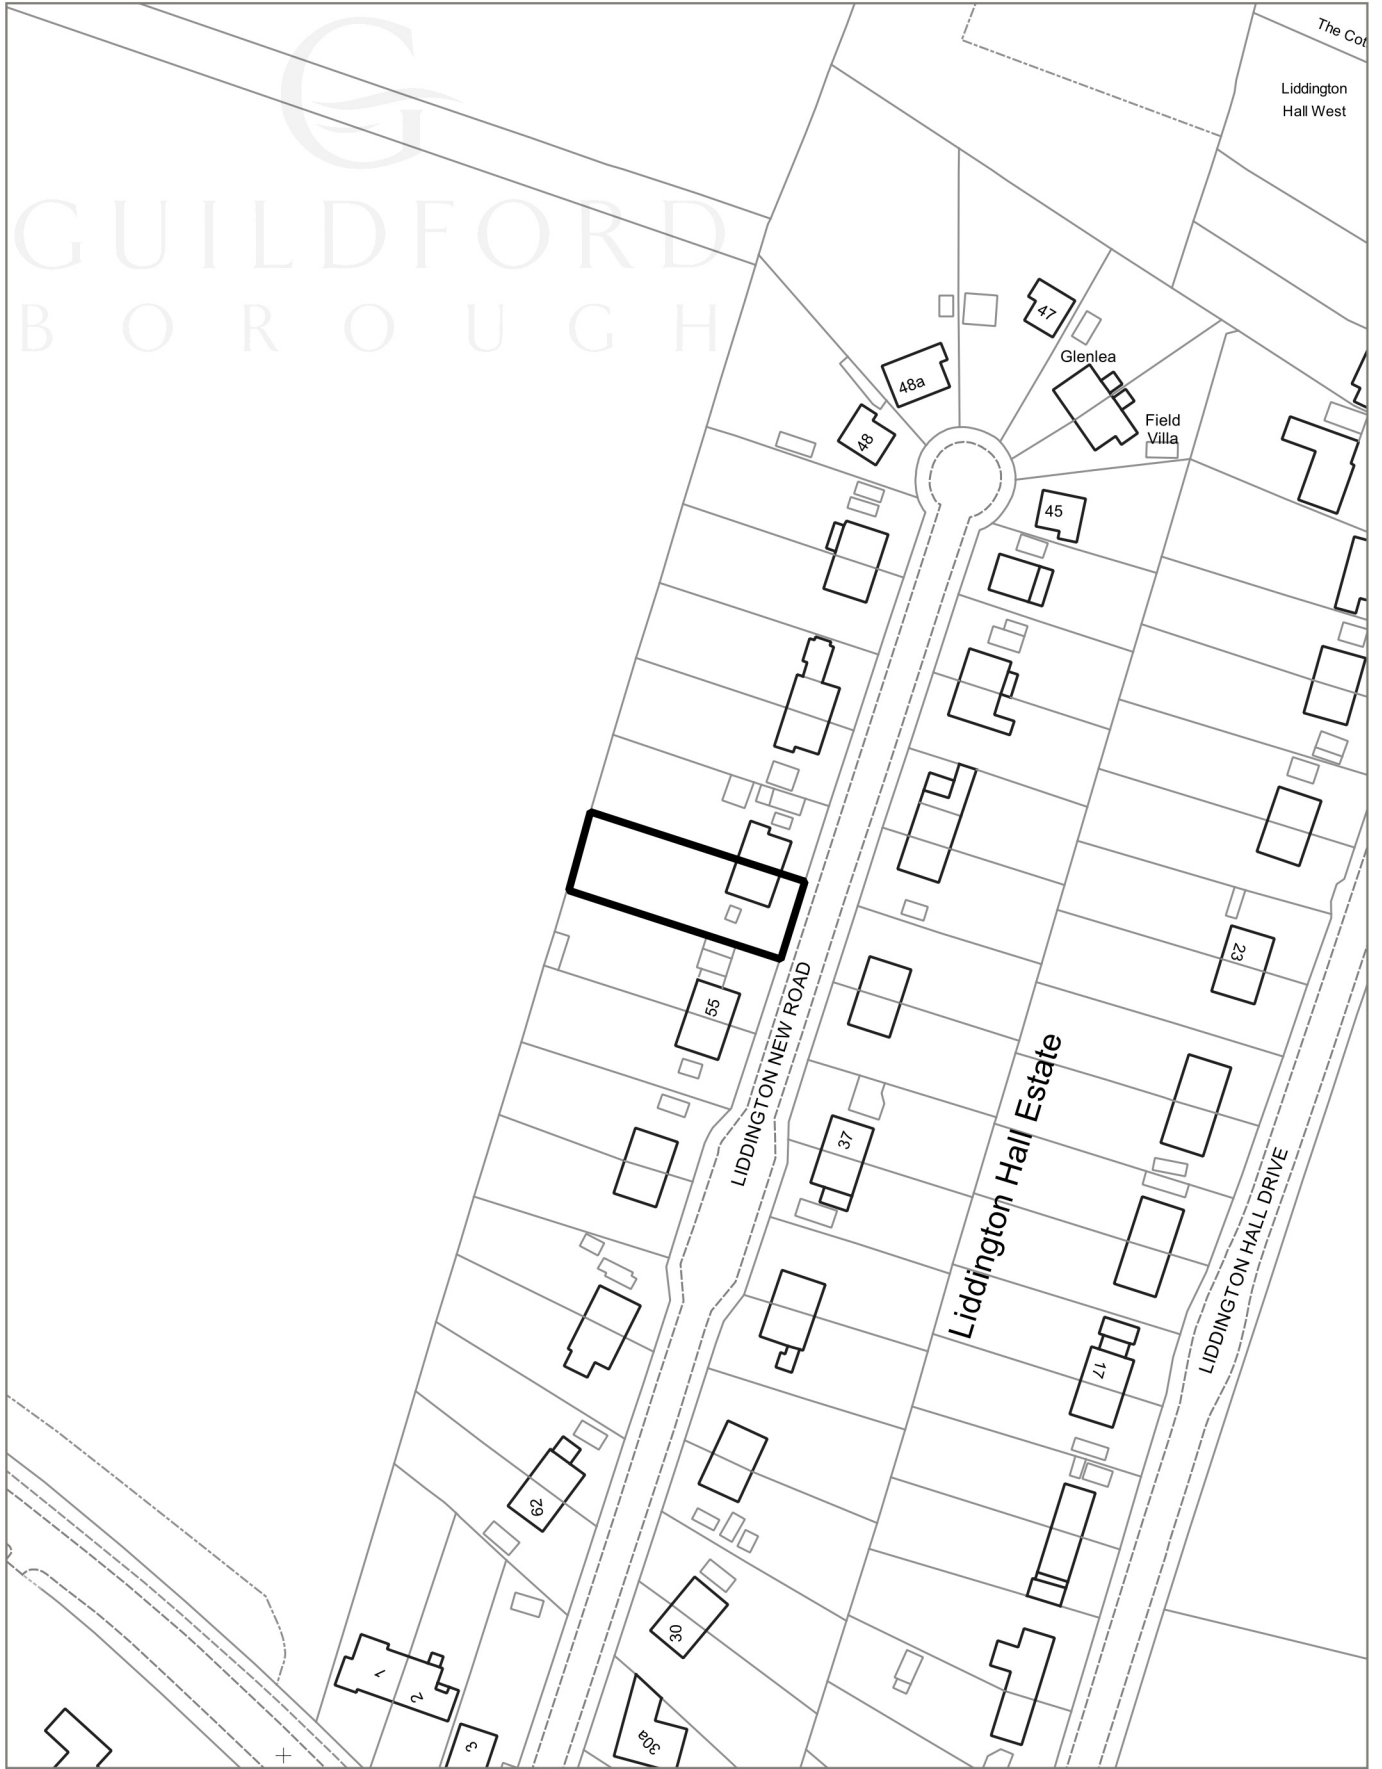 The Cot
Liddington
Hall West
G
GUILDFORD
BOROUGH
47
Glenlea
48a
Field
Villa
48
45
23
55
LIDDINGTON NEW ROAD
Liddington Hall Estate
37
LIDDINGTON HALL DRIVE
17
62
30
1
2
3
30a